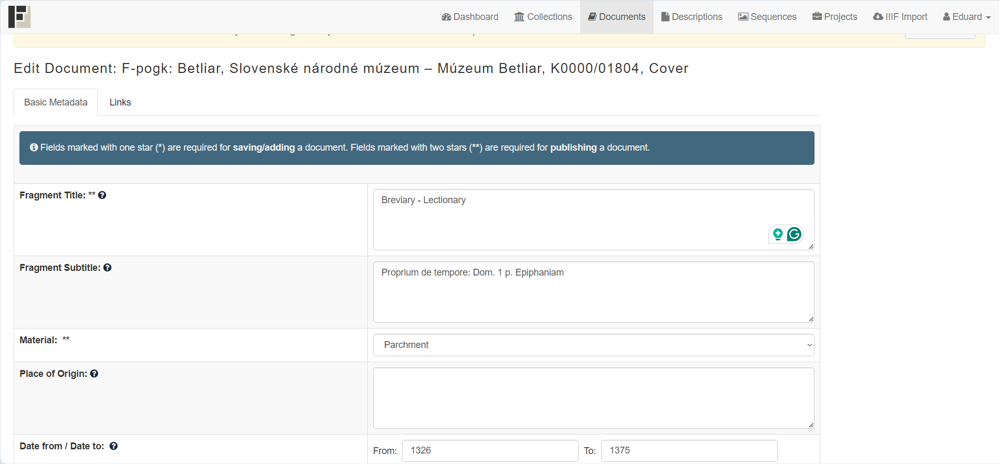 Dashboard Collections Documents Descriptions Sequences Projects IIIF Import Eduard
Edit Document: F-pogk: Betliar, Slovenské národné múzeum – Múzeum Betliar, K0000/01804, Cover
Basic Metadata Links
Fields marked with one star (*) are required for saving/adding a document. Fields marked with two stars (**) are required for publishing a document.
Fragment Title: **
Breviary - Lectionary
Fragment Subtitle:
Proprium de tempore: Dom. 1 p. Epiphaniam
Material: **
Parchment
Place of Origin:
Date from / Date to:
From: 1326 To: 1375